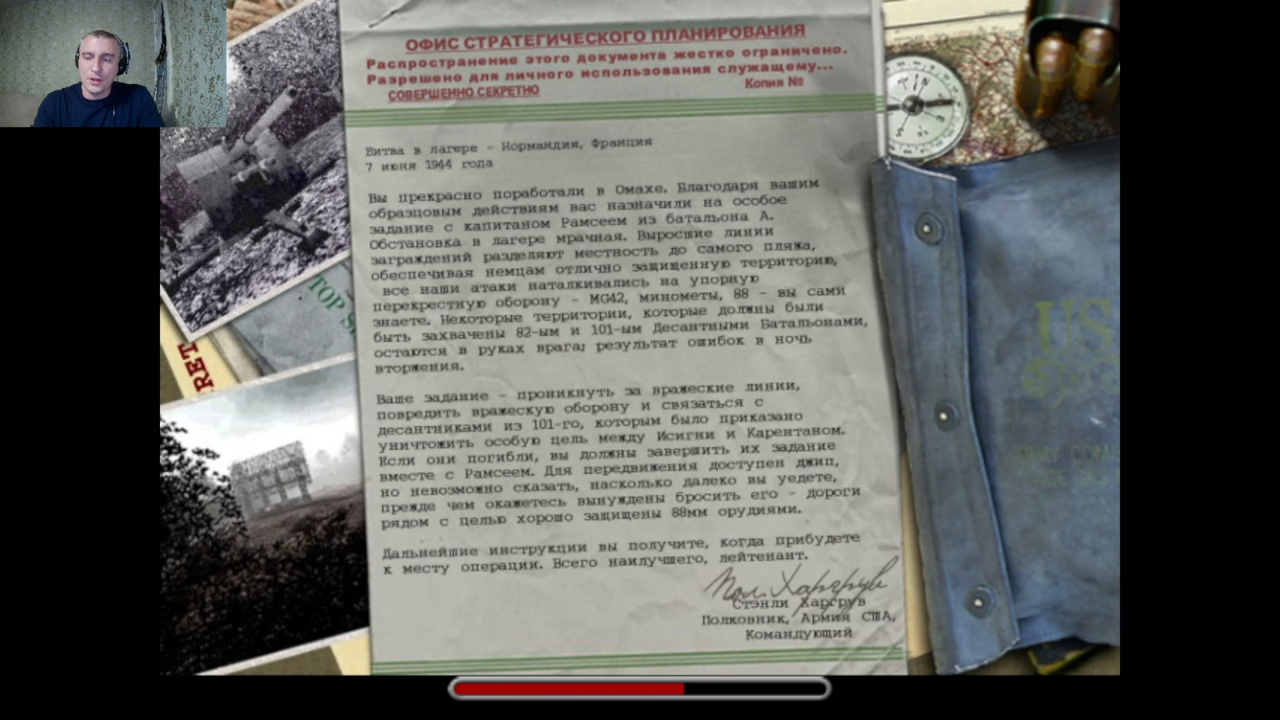 ОФИС СТРАТЕГИЧЕСКОГО ПЛАНИРОВАНИЯ
Распространение этого документа жестко ограничено.
Разрешено для личного использования служащему...
СОВЕРШЕННО СЕКРЕТНО Копия №
Битва в лагере - Нормандия, Франция
7 июня 1944 года
Вы прекрасно поработали в Омахе. Благодаря вашим
образцовым действиям вас назначили на особое
задание с капитаном Рамсеем из батальона А.
Обстановка в лагере мрачная. Выросшие линии
заграждений разделяют местность до самого пляжа,
обеспечивая немцам отлично защищенную территорию,
все наши атаки наталкивались на упорную
перекрестную оборону - MG42, минометы, 88 - вы сами
знаете. Некоторые территории, которые должны были
быть захвачены 82-ым и 101-ым Десантными Батальонами,
остаются в руках врага; результат ошибок в ночь
вторжения.
Ваше задание - проникнуть за вражеские линии,
повредить вражескую оборону и связаться с
десантниками из 101-го, которым было приказано
уничтожить особую цель между Исигни и Карентаном.
Если они погибли, вы должны завершить их задание
вместе с Рамсеем. Для передвижения доступен джип,
но невозможно сказать, насколько далеко вы уедете,
прежде чем окажетесь вынуждены бросить его - дороги
рядом с целью хорошо защищены 88мм орудиями.
Дальнейшие инструкции вы получите, когда прибудете
к месту операции. Всего наилучшего, лейтенант.
Пол. Харгрув
Стэнли Харгрув
Полковник, Армия США,
Командующий
TOP S
RET
US